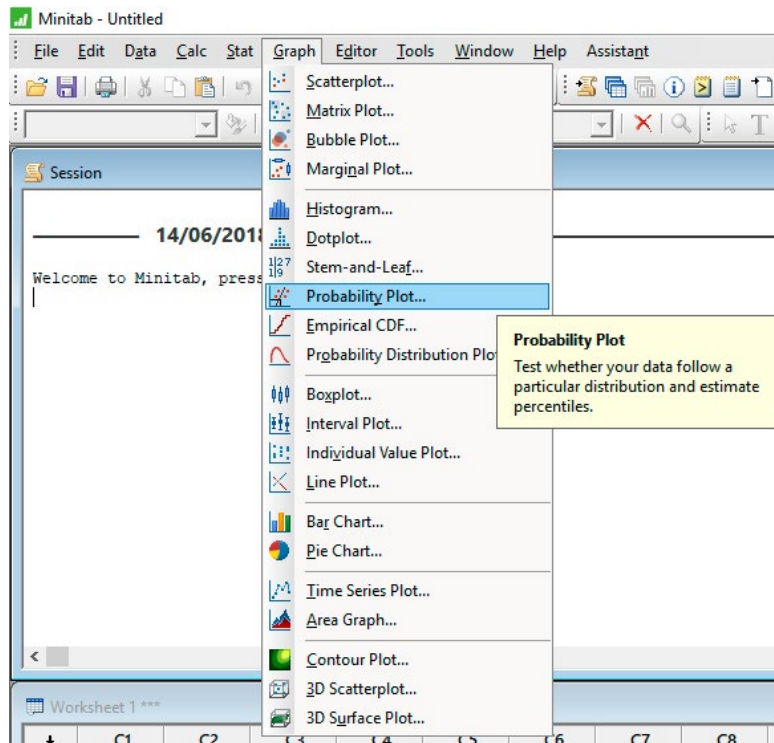 Minitab - Untitled
File Edit Data Calc Stat Graph Editor Tools Window Help Assistant
Session
14/06/2018
Welcome to Minitab, press
Scatterplot...
Matrix Plot...
Bubble Plot...
Marginal Plot...
Histogram...
Dotplot...
Stem-and-Leaf...
Probability Plot...
Empirical CDF...
Probability Distribution Plo
Boxplot...
Interval Plot...
Individual Value Plot...
Line Plot...
Bar Chart...
Pie Chart...
Time Series Plot...
Area Graph...
Contour Plot...
3D Scatterplot...
3D Surface Plot...
Probability Plot
Test whether your data follow a
particular distribution and estimate
percentiles.
Worksheet 1 ***
C1 C2 C3 C4 C5 C6 C7 C8